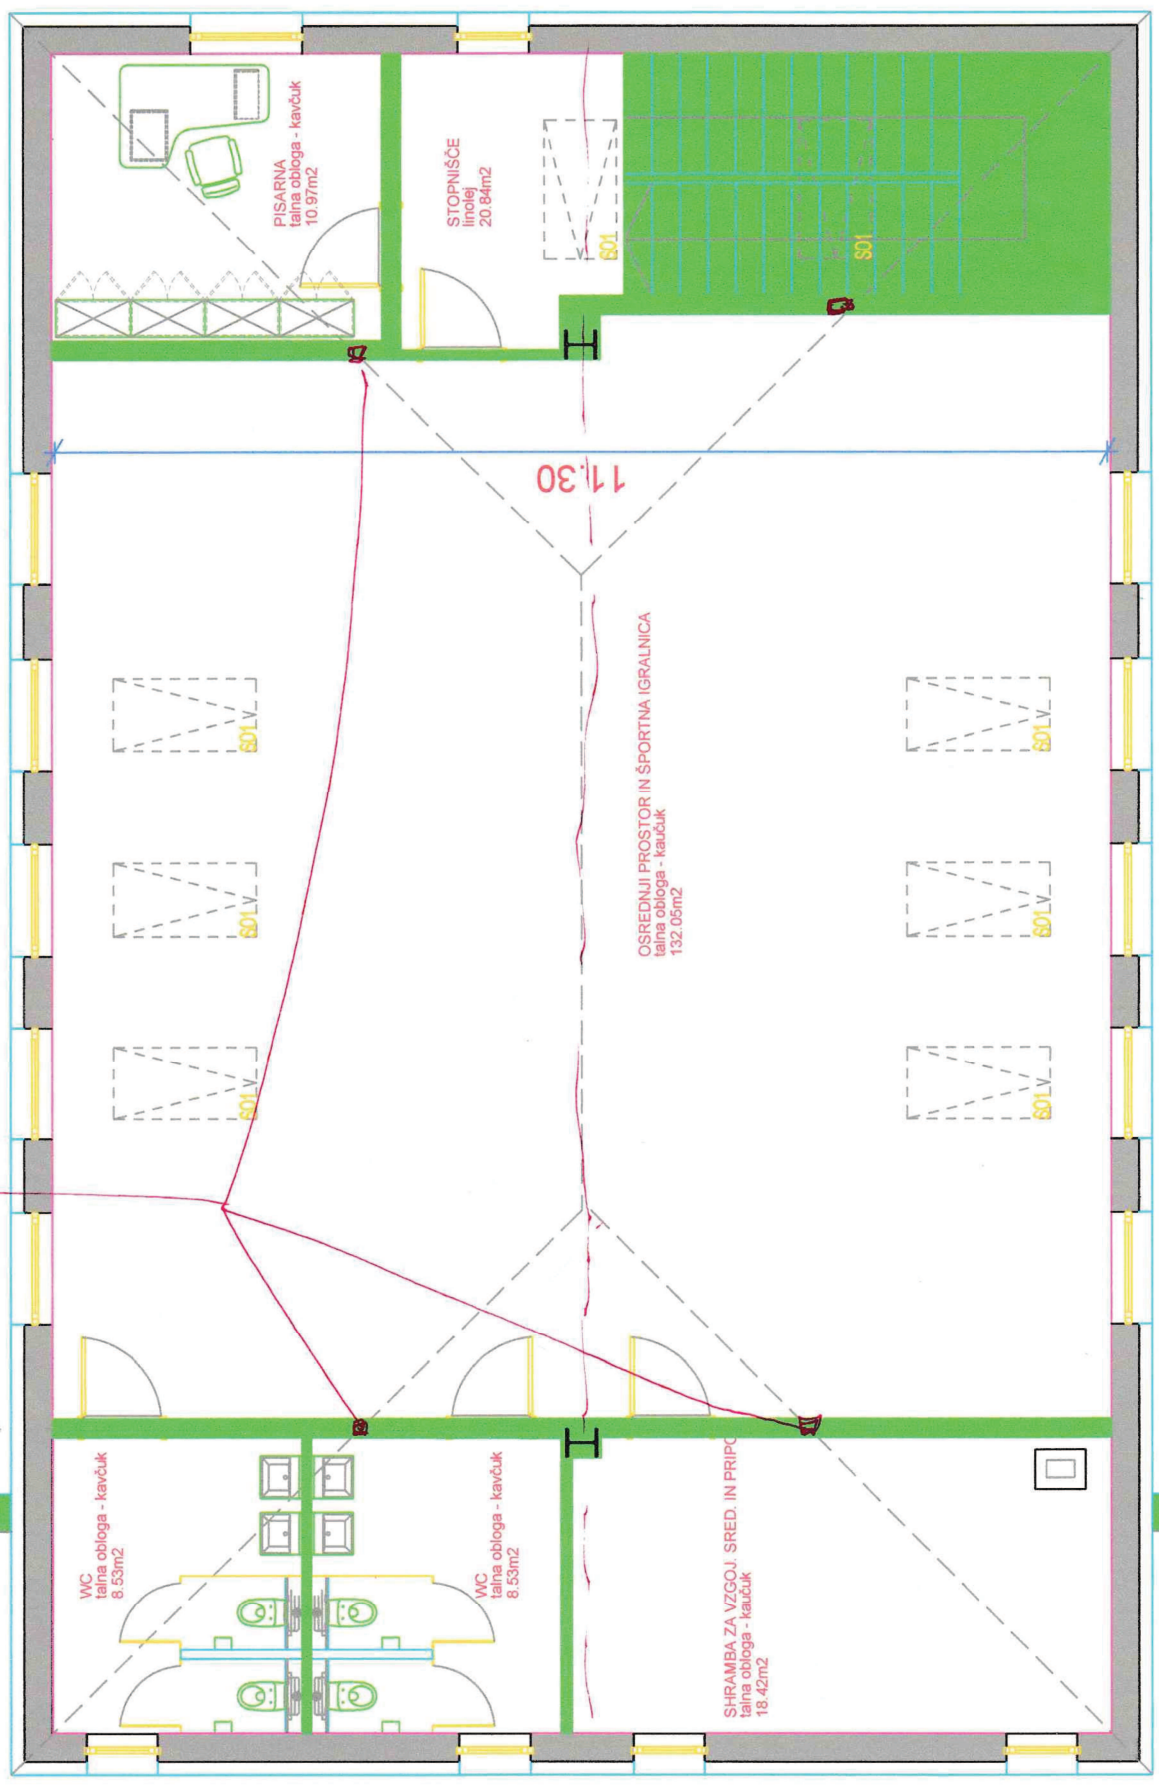 PISARNA
talna obloga - kavčuk
10.97m2
STOPNIŠČE
linolej
20.84m2
S01
S01
11.30
OSREDNJI PROSTOR IN ŠPORTNA IGRALNICA
talna obloga - kaučuk
132.05m2
S01
S01
S01
S01
S01
S01
WC
talna obloga - kavčuk
8.53m2
WC
talna obloga - kavčuk
8.53m2
SHRAMBA ZA VZGOJ. SRED. IN PRIPO
talna obloga - kaučuk
18.42m2